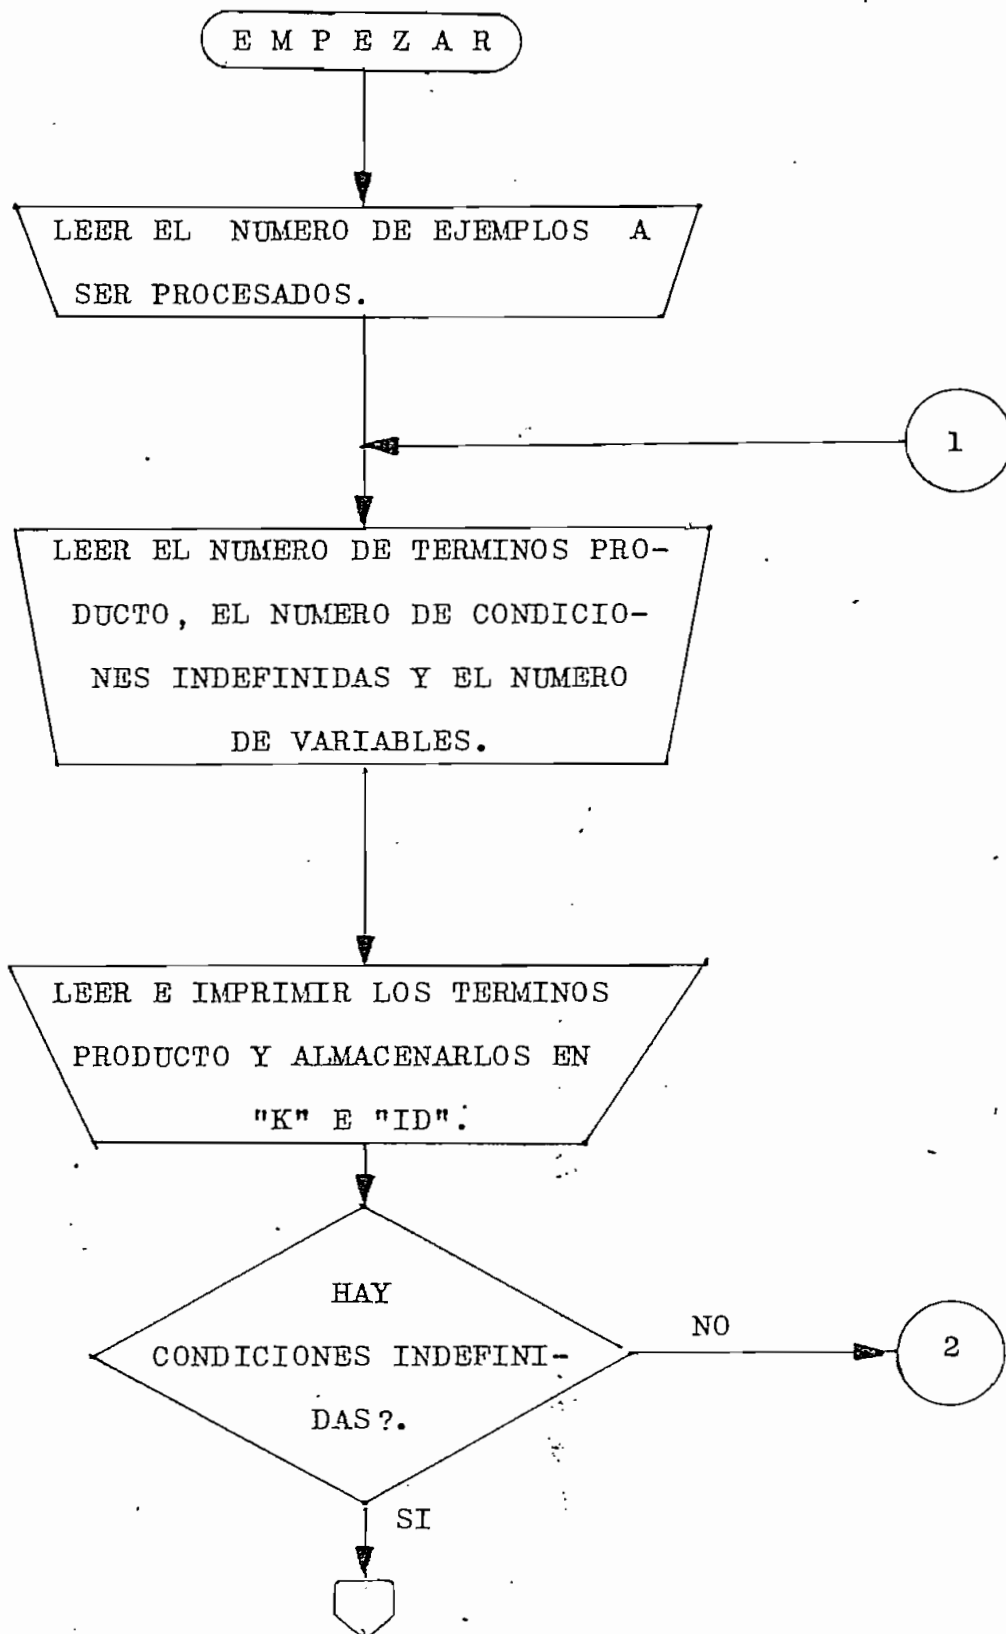 E M P E Z A R
LEER EL NUMERO DE EJEMPLOS A
SER PROCESADOS.
1
LEER EL NUMERO DE TERMINOS PRO-
DUCTO, EL NUMERO DE CONDICIO-
NES INDEFINIDAS Y EL NUMERO
DE VARIABLES.
LEER E IMPRIMIR LOS TERMINOS
PRODUCTO Y ALMACENARLOS EN
"K" E "ID".
HAY
CONDICIONES INDEFINI-
DAS?.
NO
2
SI